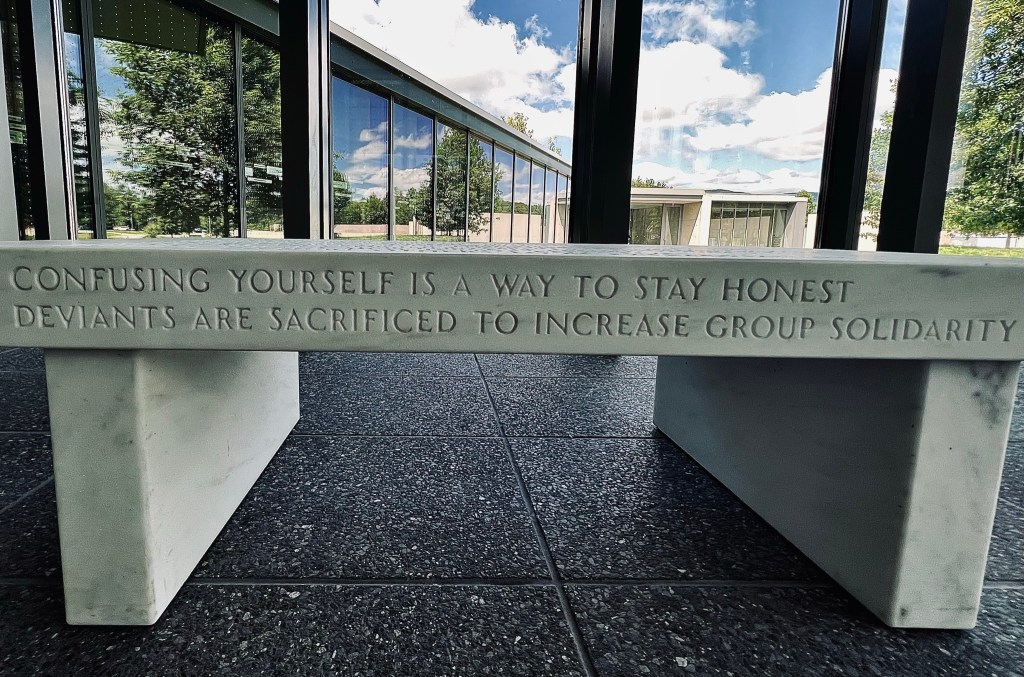 CONFUSING YOURSELF IS A WAY TO STAY HONEST
DEVIANTS ARE SACRIFICED TO INCREASE GROUP SOLIDARITY